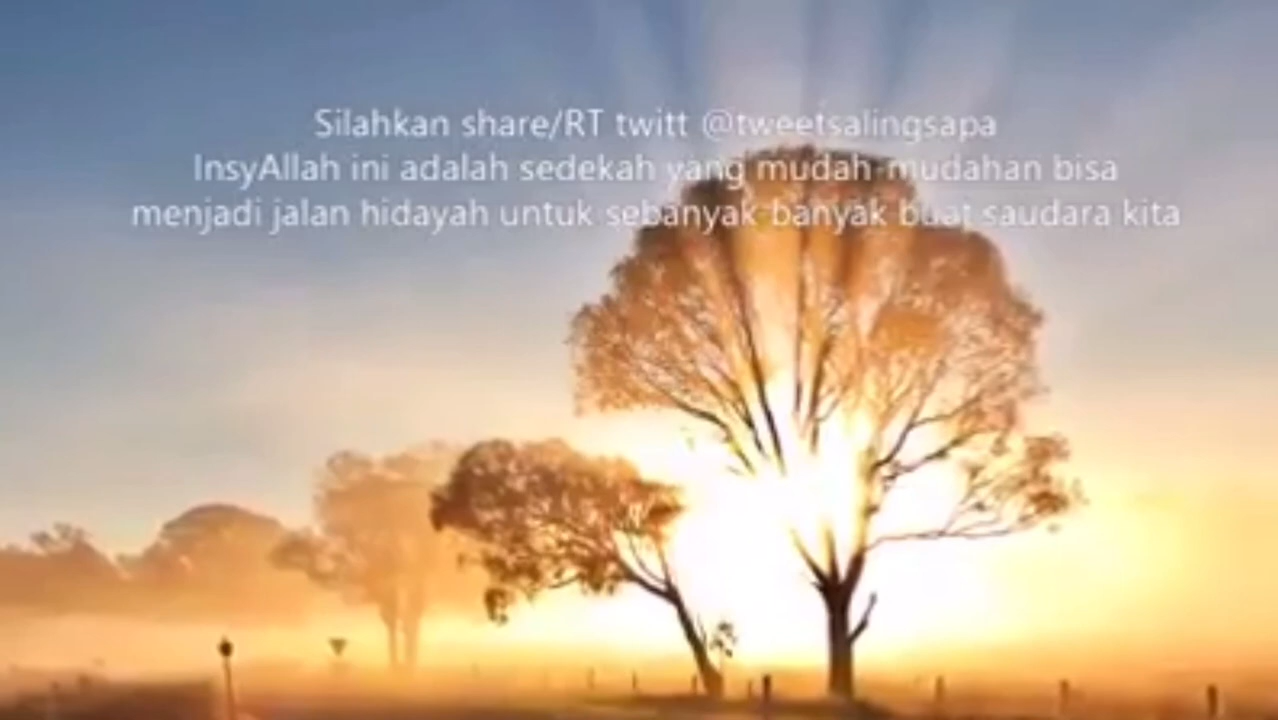 Silahkan share/RT twitt @tweetsalingsapa
InsyAllah ini adalah sedekah yang mudah-mudahan bisa
menjadi jalan hidayah untuk sebanyak-banyak buat saudara kita